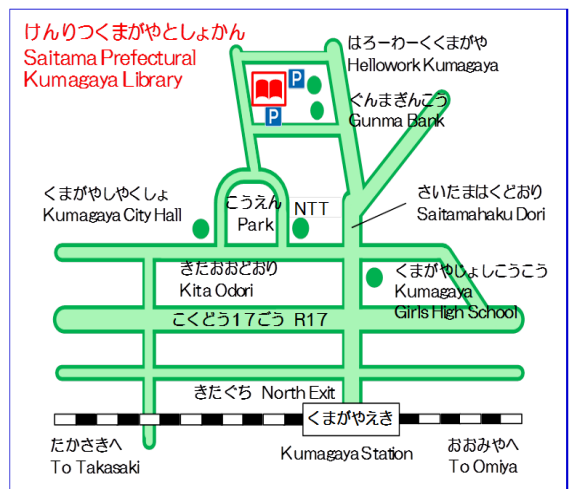 けんりつくまがやとしょかん
Saitama Prefectural
Kumagaya Library
はろーわーくくまがや
Hellowork Kumagaya
P
ぐんまぎんこう
Gunma Bank
P
くまがやしやくしょ
Kumagaya City Hall
こうえん
Park
NTT
さいたまはくどおり
Saitamahaku Dori
きたおおどおり
Kita Odori
くまがやじょしこうこう
Kumagaya
Girls High School
こくどう17ごう R17
きたぐち North Exit
くまがやえき
Kumagaya Station
たかさきへ
To Takasaki
おおみやへ
To Omiya